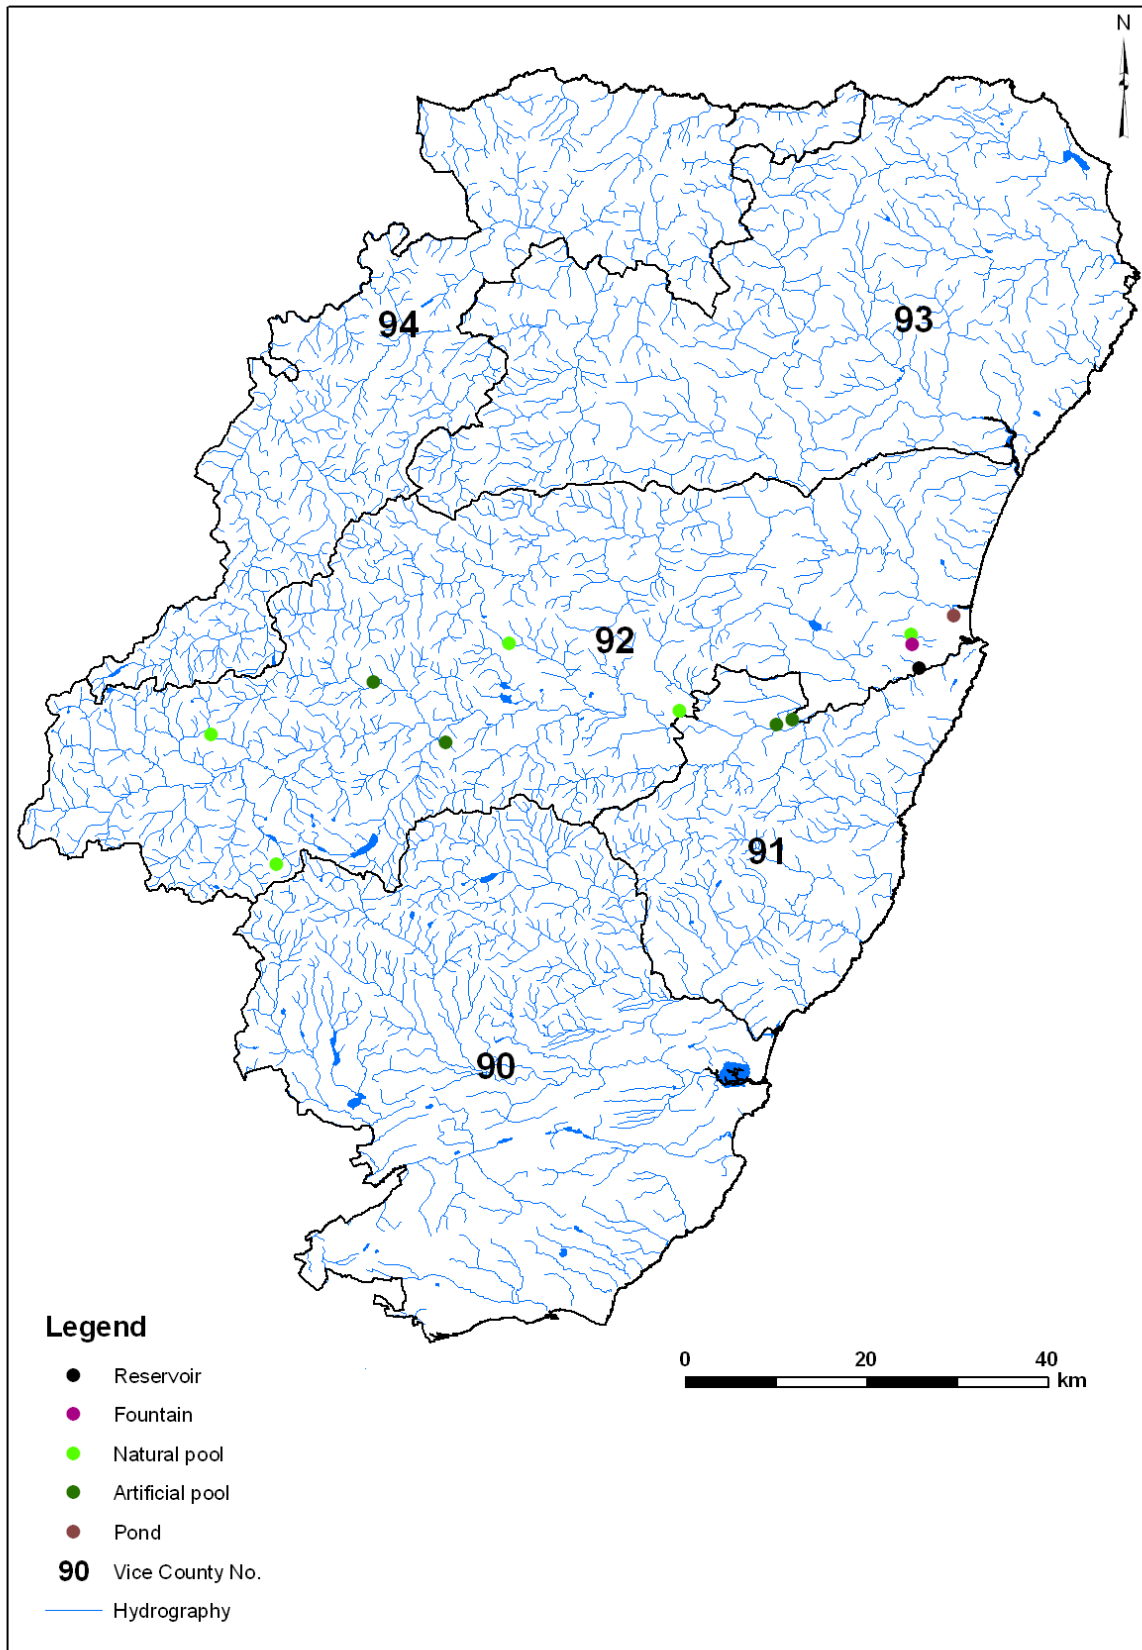 N
94
93
92
91
90
Legend
Reservoir
Fountain
Natural pool
Artificial pool
Pond
90 Vice County No.
Hydrography
0 20 40
km